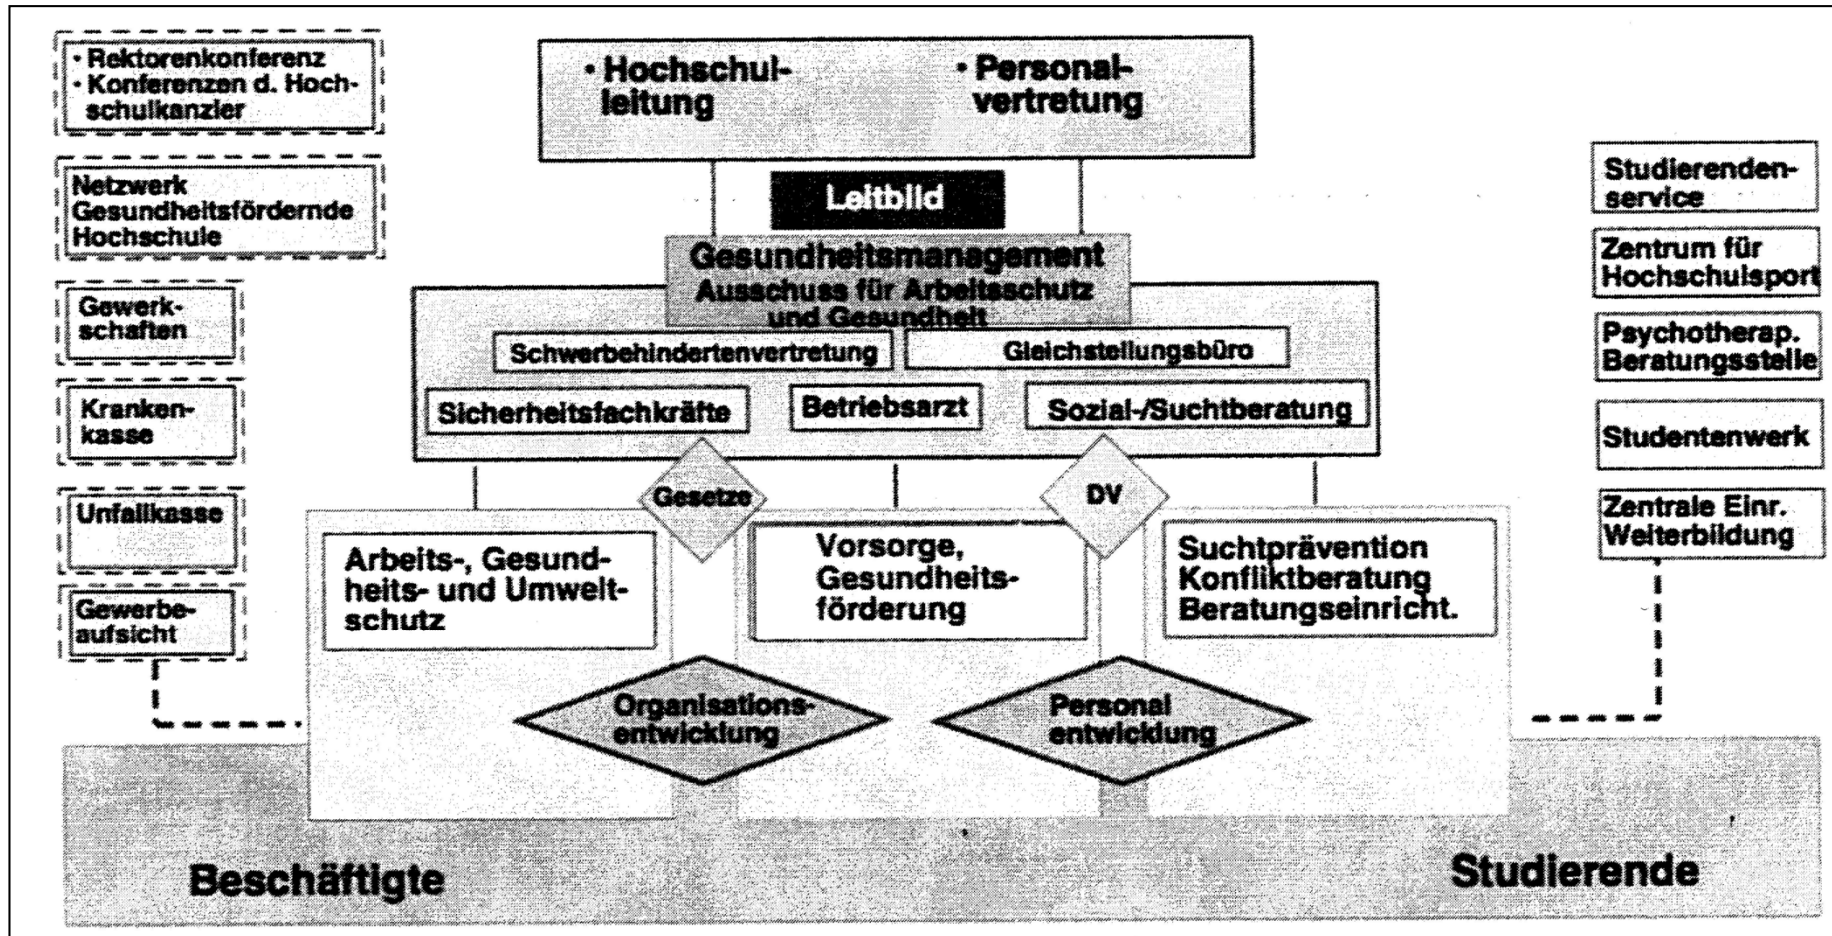 · Rektorenkonferenz
· Konferenzen d. Hoch-
schulkanzler
Netzwerk
Gesundheitsfördernde
Hochschule
Gewerk-
schaften
Kranken-
kasse
Unfallkasse
Gewerbe-
aufsicht
· Hochschul-
leitung
· Personal-
vertretung
Leitbild
Gesundheitsmanagement
Ausschuss für Arbeitsschutz
und Gesundheit
Schwerbehindertenvertretung
Gleichstellungsbüro
Sicherheitsfachkräfte
Betriebsarzt
Sozial-/Suchtberatung
Gesetze
DV
Arbeits-, Gesund-
heits- und Umwelt-
schutz
Vorsorge,
Gesundheits-
förderung
Suchtprävention
Konfliktberatung
Beratungseinricht.
Organisations-
entwicklung
Personal
entwicklung
Studierenden-
service
Zentrum für
Hochschulsport
Psychotherap.
Beratungsstelle
Studentenwerk
Zentrale Einr.
Weiterbildung
Beschäftigte
Studierende